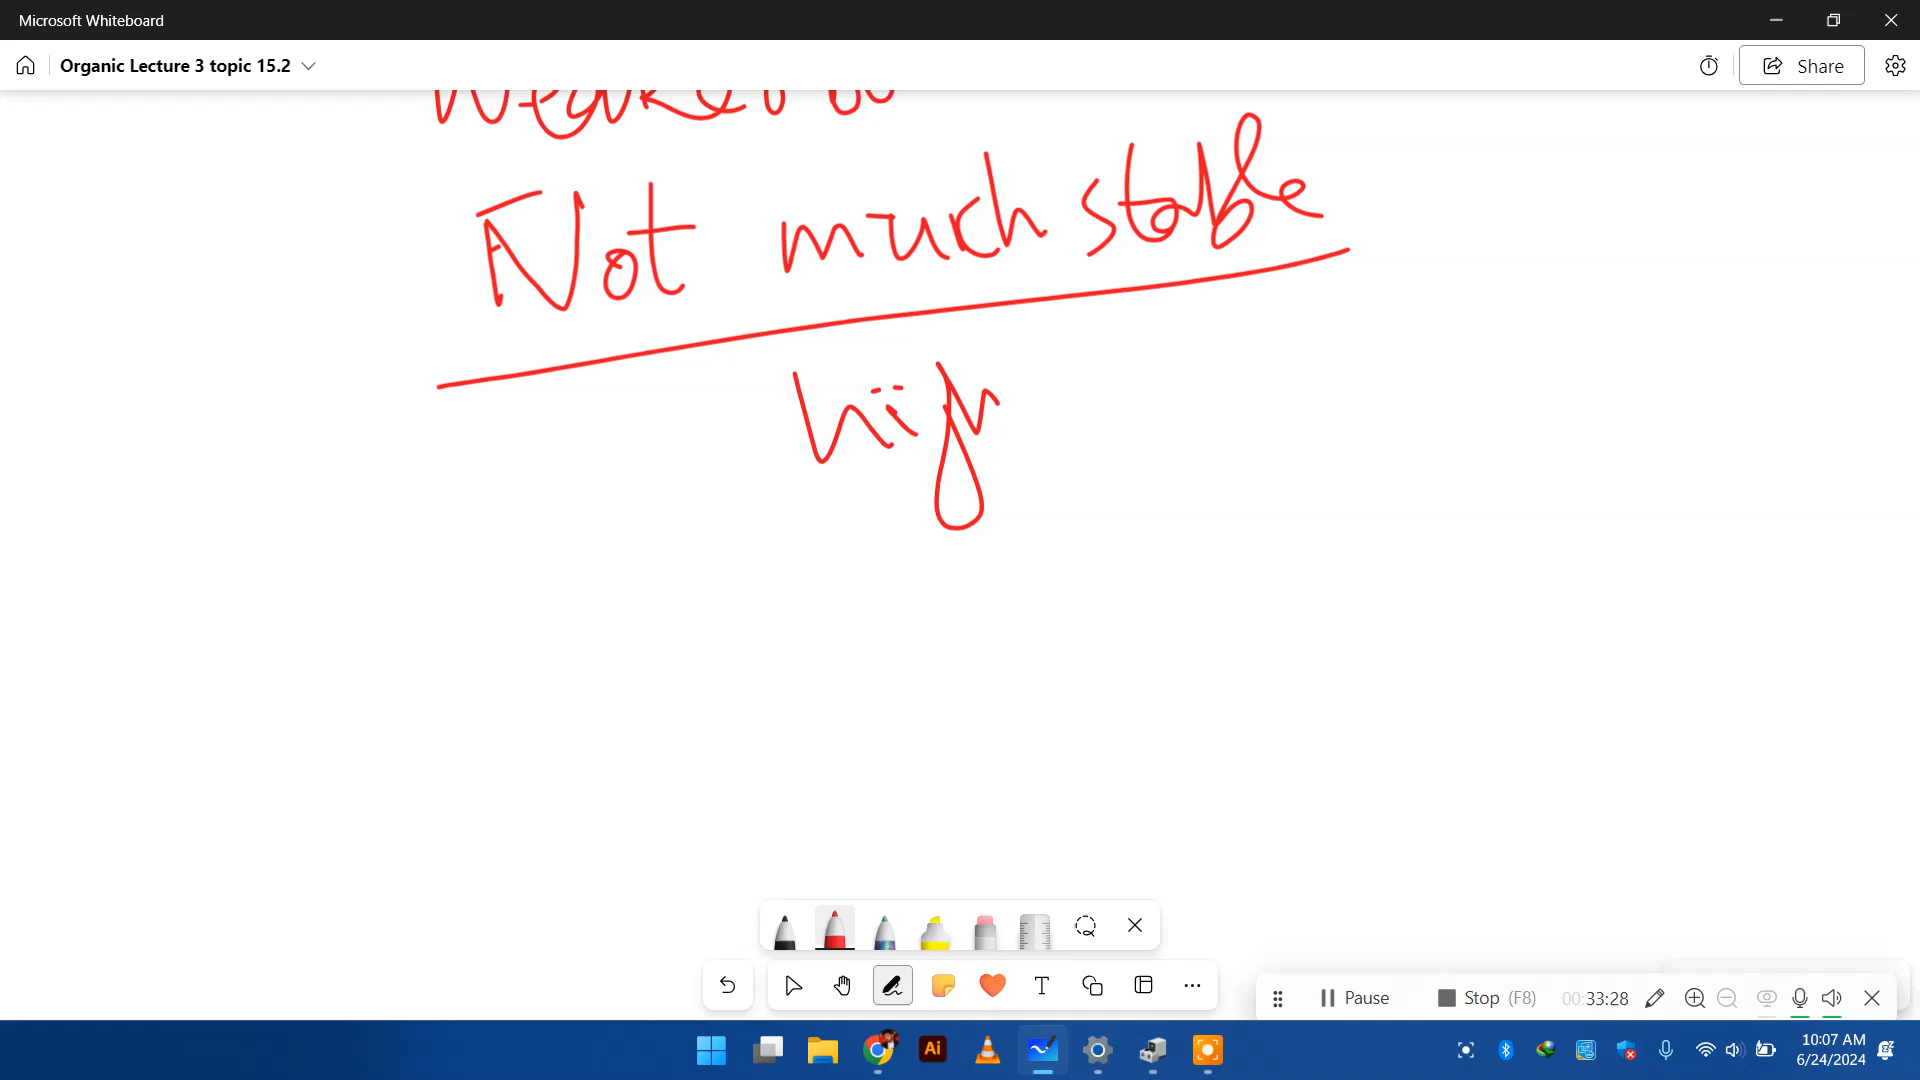 Microsoft Whiteboard
Organic Lecture 3 topic 15.2
Share
Not much stable
Pause
Stop (F8)
00:33:28
T
Ai
10:07 AM
6/24/2024